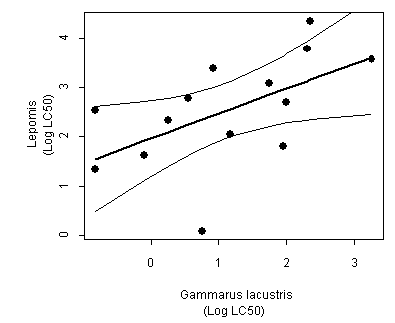 4
3
2
1
0
Lepomis
(Log LC50)
0 1 2 3
Gammarus lacustris
(Log LC50)